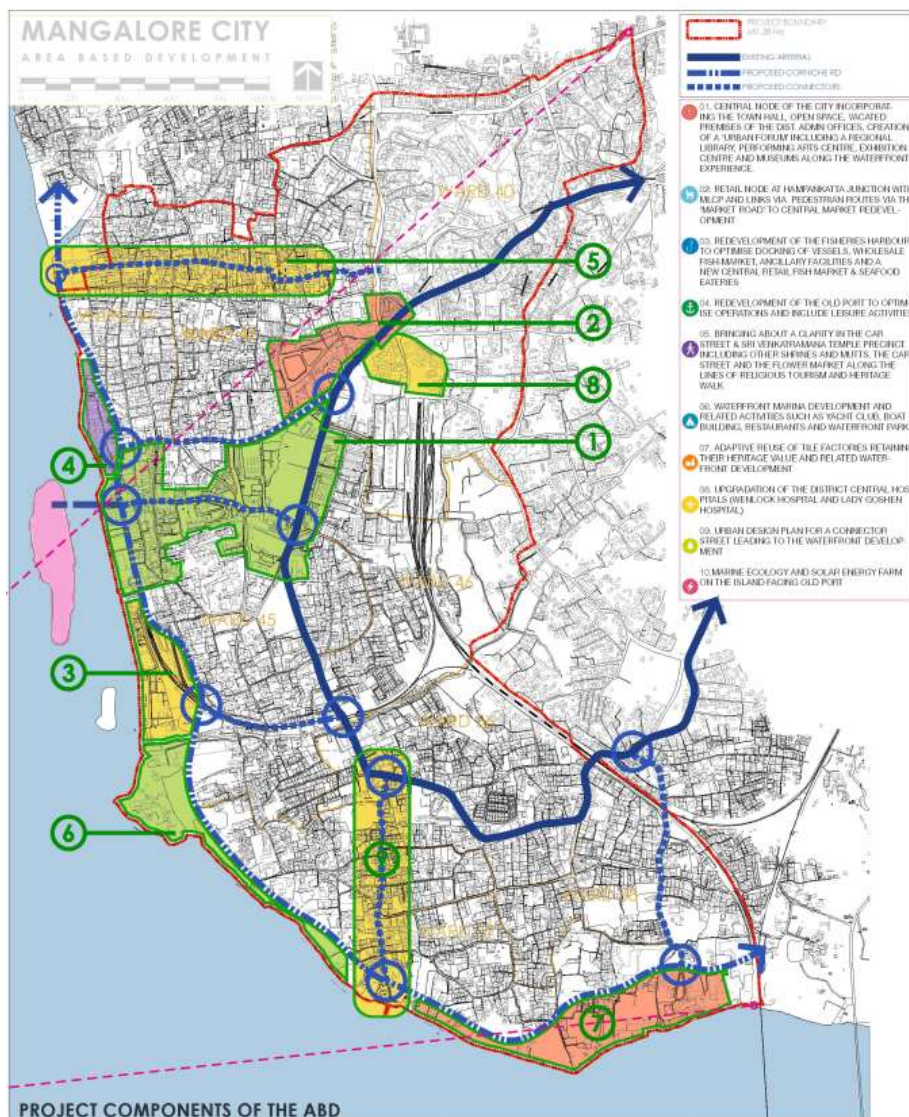 MANGALORE CITY
AREA BASED DEVELOPMENT
PROJECT BOUNDARY
EXISTING ARTERIAL
PROPOSED CORNICHE RD
PROPOSED CONNECTORS
01. CENTRAL NODE OF THE CITY INCORPORAT-
ING THE TOWN HALL, OPEN SPACE, VACATED
PREMISES OF THE DIST. ADMN OFFICES, CREATION
OF A 'URBAN FORUM' INCLUDING A REGIONAL
LIBRARY, PERFORMING ARTS CENTRE, EXHIBITION
CENTRE AND MUSEUMS ALONG THE WATERFRONT
EXPERIENCE.
02. RETAIL NODE AT HAMPANKATTA JUNCTION WITH
MLCP AND LINKS VIA PEDESTRIAN ROUTES VIA TH
'MARKET ROAD' TO CENTRAL MARKET REDEVEL-
OPMENT
03. REDEVELOPMENT OF THE FISHERIES HARBOUR
TO OPTIMISE DOCKING OF VESSELS, WHOLESALE
FISH MARKET, ANCILLARY FACILITIES AND A
NEW CENTRAL RETAIL FISH MARKET & SEAFOOD
EATERIES
04. REDEVELOPMENT OF THE OLD PORT TO OPTIM-
ISE OPERATIONS AND INCLUDE LEISURE ACTIVITIES
05. BRINGING ABOUT A CLARITY IN THE CAR
STREET & SRI VENKATRAMANA TEMPLE PRECINCT
INCLUDING OTHER SHRINES AND MUTTS, THE CAR
STREET AND THE FLOWER MARKET ALONG THE
LINES OF RELIGIOUS TOURISM AND HERITAGE
WALK
06. WATERFRONT MARINA DEVELOPMENT AND
RELATED ACTIVITIES SUCH AS YACHT CLUB, BOAT
BUILDING, RESTAURANTS AND WATERFRONT PARK
07. ADAPTIVE REUSE OF TILE FACTORIES RETAINING
THEIR HERITAGE VALUE AND RELATED WATER-
FRONT DEVELOPMENT
08. UPGRADATION OF THE DISTRICT CENTRAL HOS-
PITALS (WENLOCK HOSPITAL AND LADY GOSHEN
HOSPITAL)
09. URBAN DESIGN PLAN FOR A CONNECTOR
STREET LEADING TO THE WATERFRONT DEVELOP-
MENT
10. MARINE ECOLOGY AND SOLAR ENERGY FARM
ON THE ISLAND FACING OLD PORT
WARD 40
5
2
8
1
4
WARD 46
WARD 45
3
6
9
7
PROJECT COMPONENTS OF THE ABD